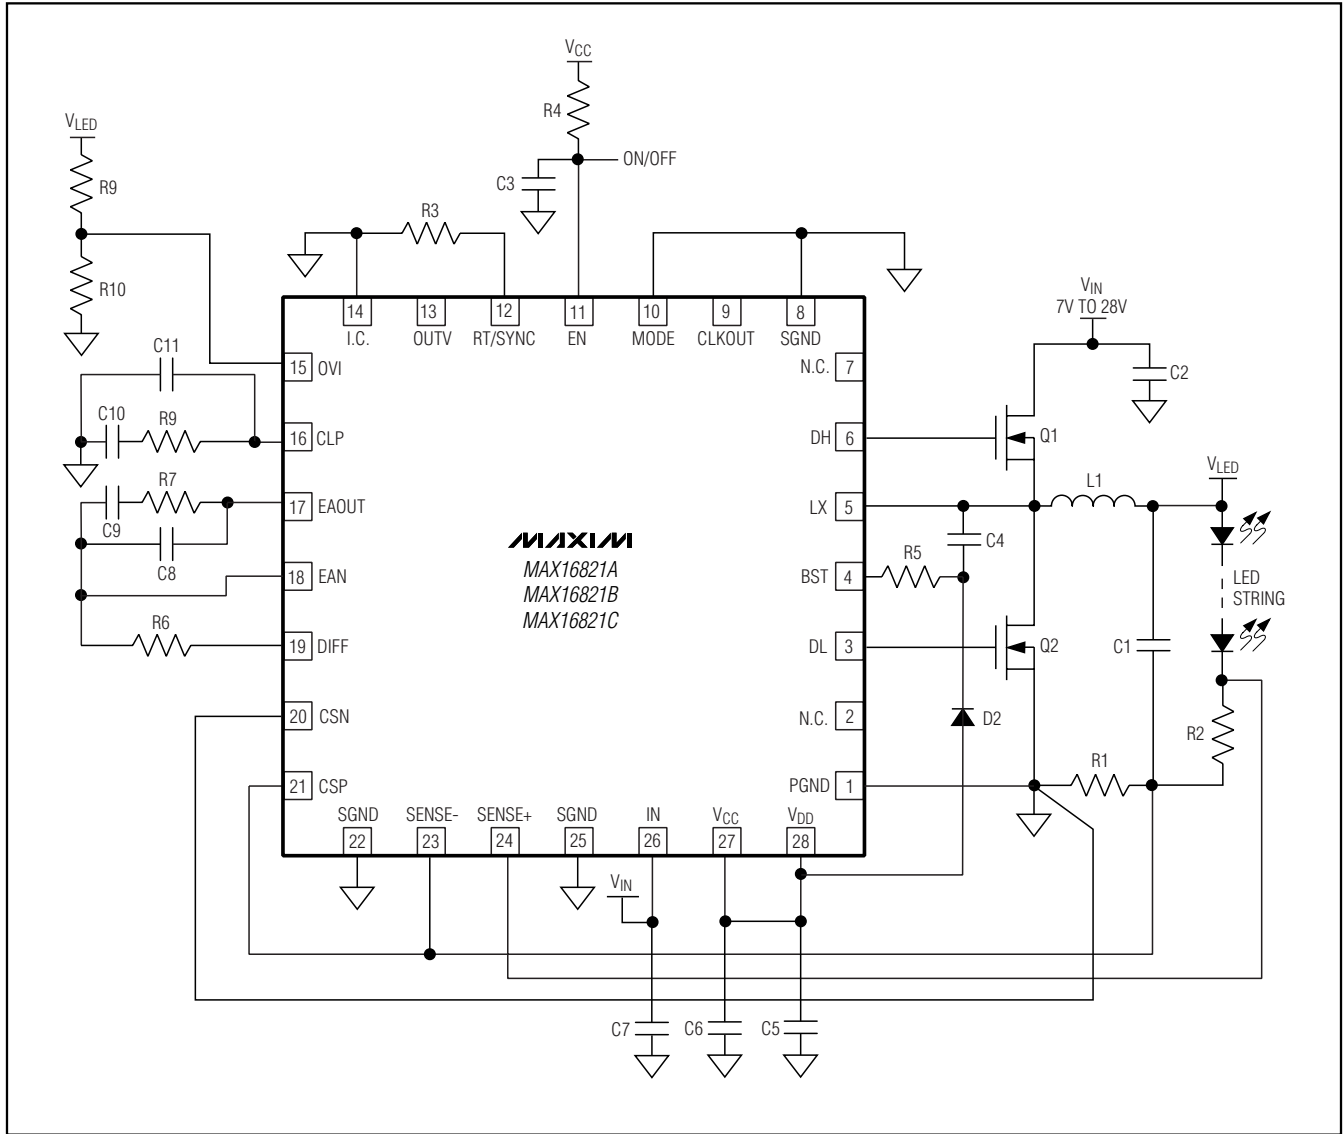 VCC
R4
VLED
ON/OFF
C3
R9
R3
R10
VIN
7V TO 28V
14 13 12 11 10 9 8
I.C. OUTV RT/SYNC EN MODE CLKOUT SGND
C11
15 OVI
N.C. 7
C2
C10 R9
16 CLP
DH 6
Q1
VLED
R7
L1
17 EAOUT
LX 5
C9
C8
C4
MAXIM
MAX16821A
MAX16821B
MAX16821C
R5
18 EAN
BST 4
LED
STRING
R6
19 DIFF
DL 3
Q2
C1
20 CSN
N.C. 2
D2
R2
R1
21 CSP
PGND 1
SGND SENSE- SENSE+ SGND IN VCC VDD
22 23 24 25 26 27 28
VIN
C7 C6 C5